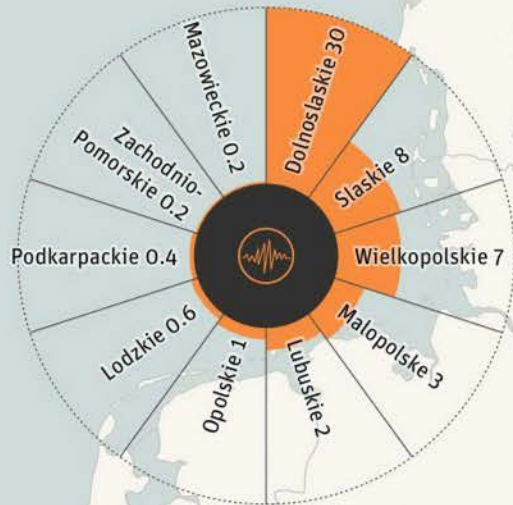 Dolnoslaskie 30
Slaskie 8
Wielkopolskie 7
Malopolske 3
Lubuskie 2
Opolskie 1
Lodzkie 0.6
Podkarpackie 0.4
Zachodnio-
Pomorskie 0.2
Mazowieckie 0.2